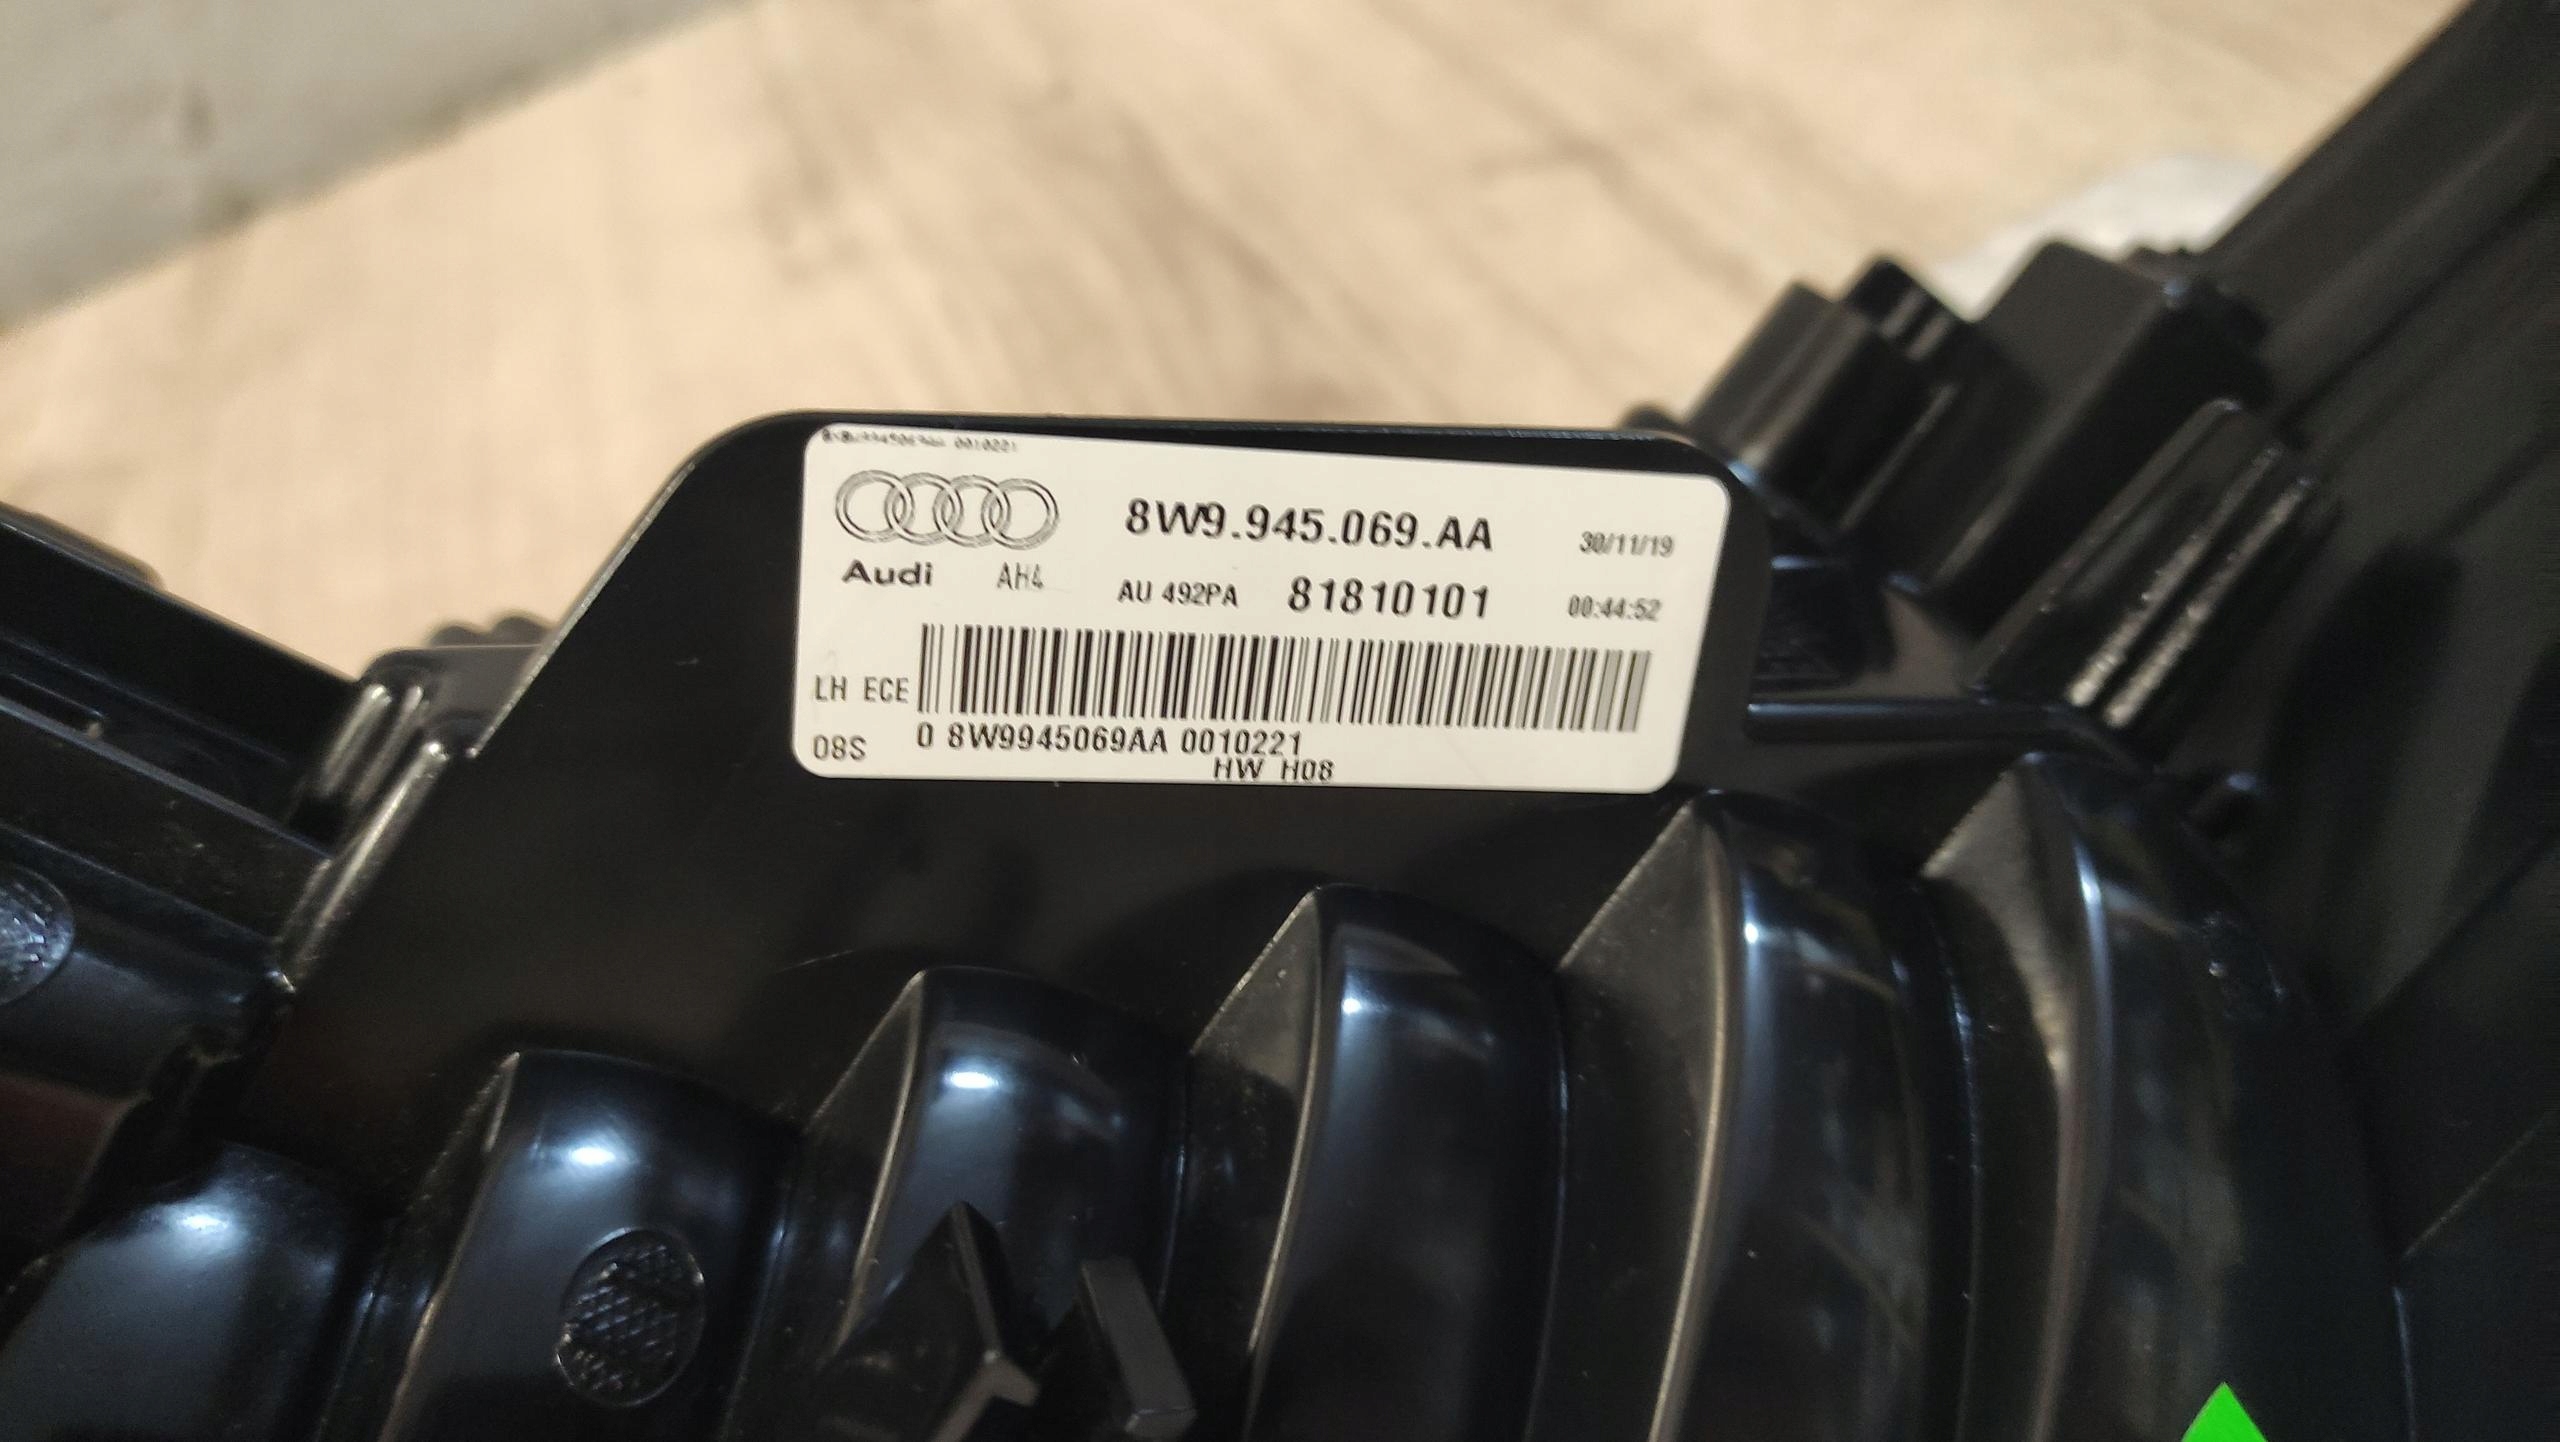 8W9.945.069.AA 30/11/19
Audi AH4 AU 492PA 81810101 00:44:52
LH ECE
08S 0 8W9945069AA 0010221
HW H08